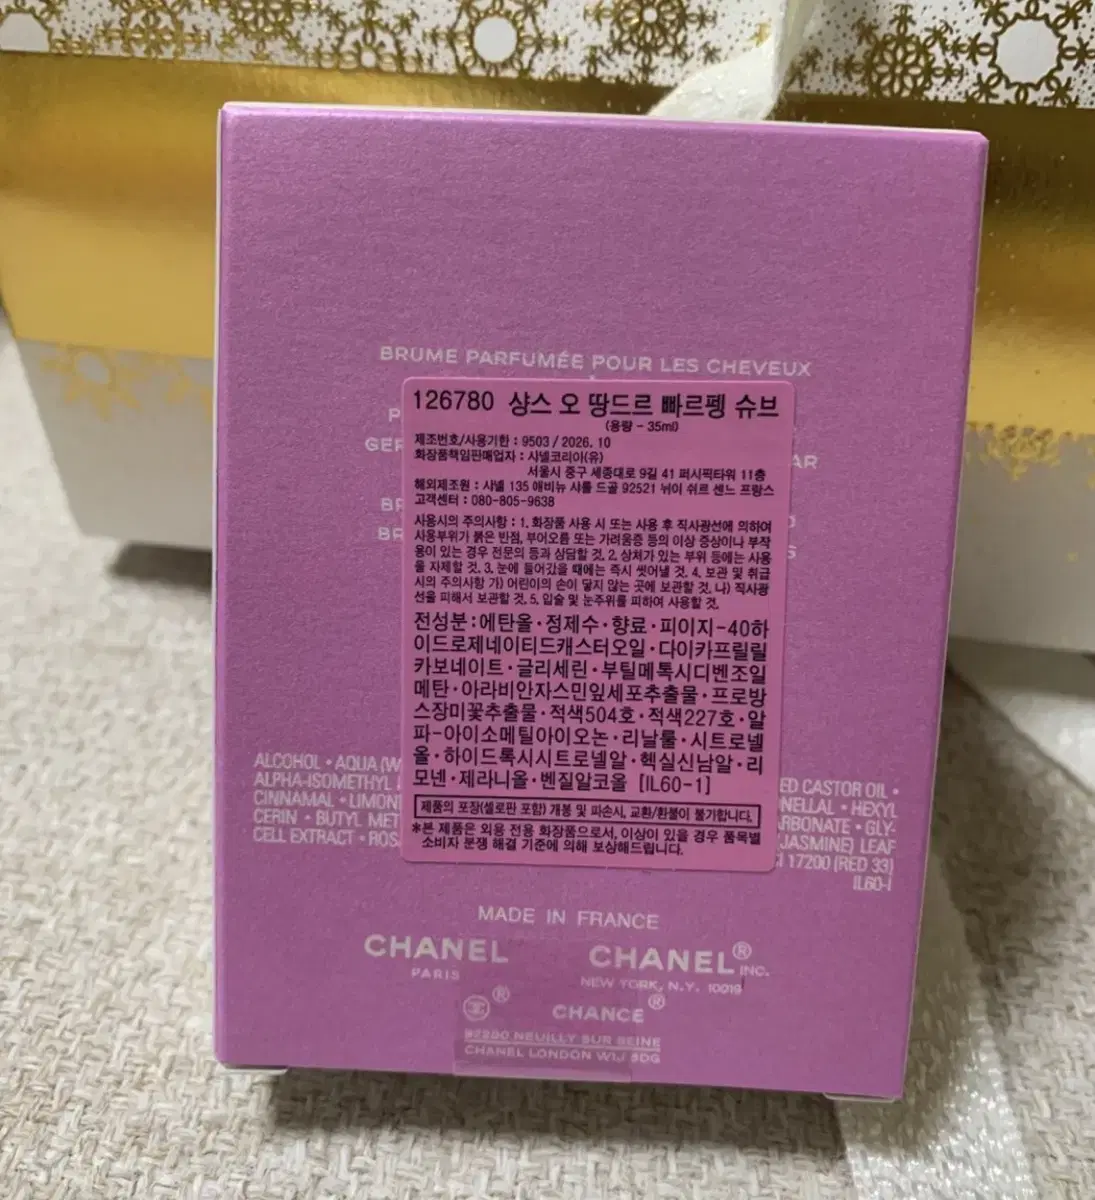 BRUME PARFUMÉE POUR LES CHEVEUX
126780 샹스 오 땅드르 빠르펭 슈브
(용량 - 35ml)
제조번호/사용기한 : 9503 / 2026. 10
화장품책임판매업자 : 샤넬코리아(유)
서울시 중구 세종대로 9길 41 퍼시픽타워 11층
해외제조원 : 샤넬 135 애비뉴 샤를 드골 92521 뉘이 쉬르 센느 프랑스
고객센터 : 080-805-9638
사용시의 주의사항 : 1. 화장품 사용 시 또는 사용 후 직사광선에 의하여
사용부위가 붉은 반점, 부어오름 또는 가려움증 등의 이상 증상이나 부작
용이 있는 경우 전문의 등과 상담할 것. 2. 상처가 있는 부위 등에는 사용
을 자제할 것. 3. 눈에 들어갔을 때에는 즉시 씻어낼 것. 4. 보관 및 취급
시의 주의사항 가) 어린이의 손이 닿지 않는 곳에 보관할 것. 나) 직사광
선을 피해서 보관할 것. 5. 입술 및 눈주위를 피하여 사용할 것.
전성분 : 에탄올 · 정제수 · 향료 · 피이지-40하
이드로제네이티드캐스터오일 · 다이카프릴릴
카보네이트 · 글리세린 · 부틸메톡시디벤조일
메탄 · 아라비안자스민잎세포추출물 · 프로방
스장미꽃추출물 · 적색504호 · 적색227호 · 알
파-아이소메틸아이오논 · 리날룰 · 시트로넬
올 · 하이드록시시트로넬알 · 헥실신남알 · 리
모넨 · 제라니올 · 벤질알코올 [IL60-1]
제품의 포장(셀로판 포함) 개봉 및 파손시, 교환/환불이 불가합니다.
*본 제품은 외용 전용 화장품으로서, 이상이 있을 경우 품목별
소비자 분쟁 해결 기준에 의해 보상해드립니다.
ALCOHOL • AQUA CASTOR OIL •
ALPHA-ISOMETHYL • HEXYL
CINNAMAL •
• BUTYL • GLY-
CELL EXTRACT • (JASMINE) LEAF
17200 (RED 33)
IL60-1
MADE IN FRANCE
CHANEL CHANEL® INC.
PARIS NEW YORK, N.Y. 10019
® CHANCE®
92200 NEUILLY SUR SEINE
CHANEL LONDON W1J 5DG